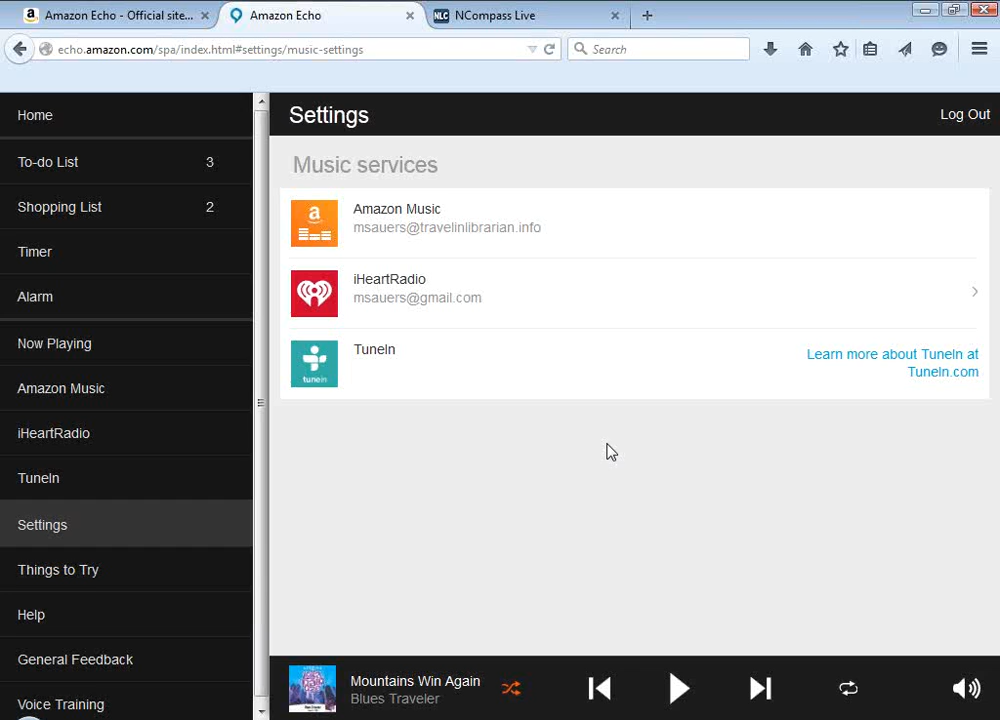 Amazon Echo - Official site...
Amazon Echo
NLC NCompass Live
echo.amazon.com/spa/index.html#settings/music-settings
Search
Home
To-do List 3
Shopping List 2
Timer
Alarm
Now Playing
Amazon Music
iHeartRadio
TuneIn
Settings
Things to Try
Help
General Feedback
Voice Training
Settings
Log Out
Music services
Amazon Music
msauers@travelinlibrarian.info
iHeartRadio
msauers@gmail.com
tunein
TuneIn
Learn more about TuneIn at
TuneIn.com
Mountains Win Again
Blues Traveler